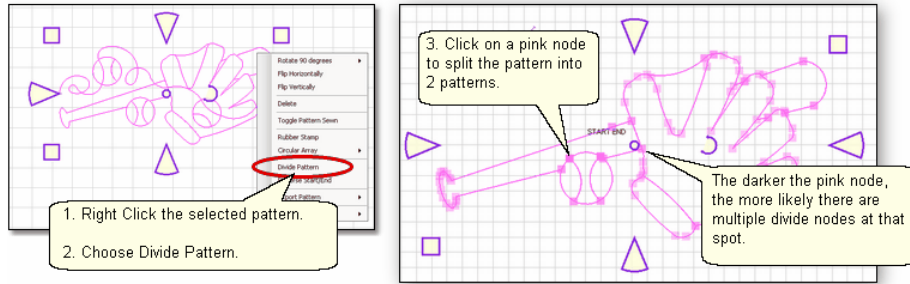 Rotate 90 degrees
Flip Horizontally
Flip Vertically
Delete
Toggle Pattern Sewn
Rubber Stamp
Circular Array
Divide Pattern
Start/End
Pattern
1. Right Click the selected pattern.
2. Choose Divide Pattern.
3. Click on a pink node
to split the pattern into
2 patterns.
START END
The darker the pink node,
the more likely there are
multiple divide nodes at that
spot.